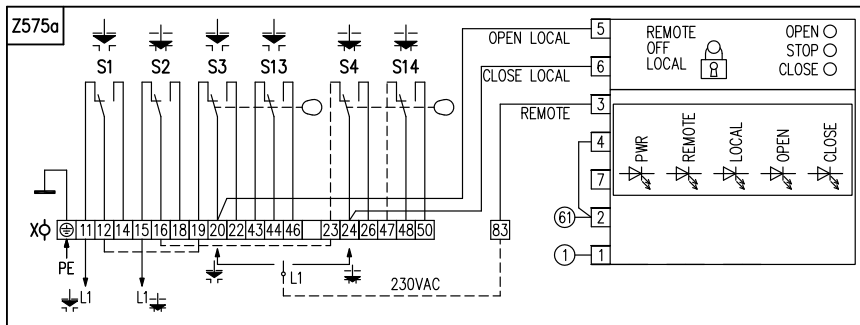 Z575a
S1 S2 S3 S13 S4 S14
OPEN LOCAL
CLOSE LOCAL
REMOTE
5
6
3
4
7
2
1
61
1
REMOTE
OFF
LOCAL
OPEN
STOP
CLOSE
PWR
REMOTE
LOCAL
OPEN
CLOSE
X 11 12 14 15 16 18 19 20 22 43 44 46 23 24 26 47 48 50 83
PE
L1
L1
L1
230VAC